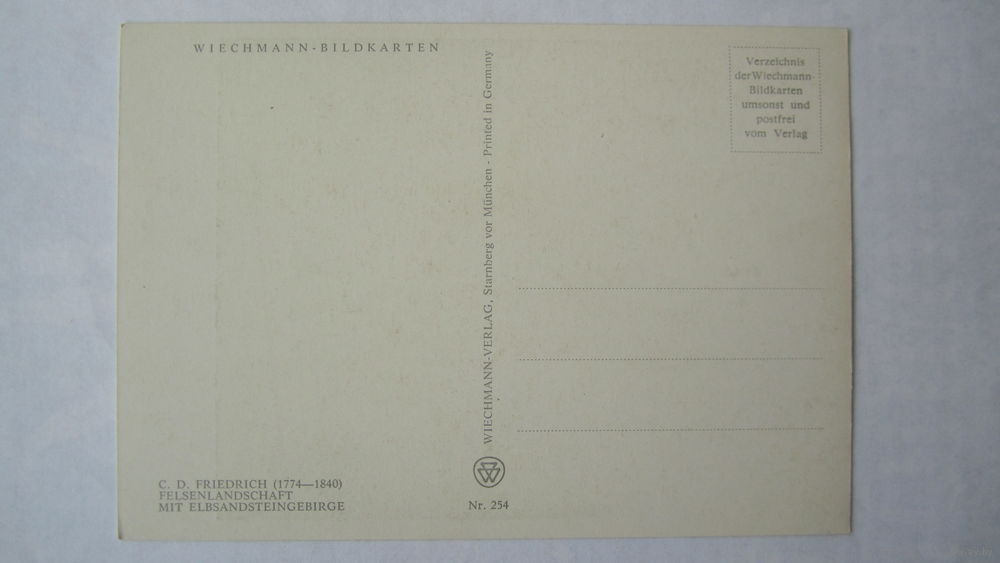 WIECHMANN-BILDKARTEN
Verzeichnis
der Wiechmann-
Bildkarten
umsonst und
postfrei
vom Verlag
WIECHMANN-VERLAG, Starnberg vor München - Printed in Germany
C. D. FRIEDRICH (1774—1840)
FELSENLANDSCHAFT
MIT ELBSANDSTEINGEBIRGE
Nr. 254